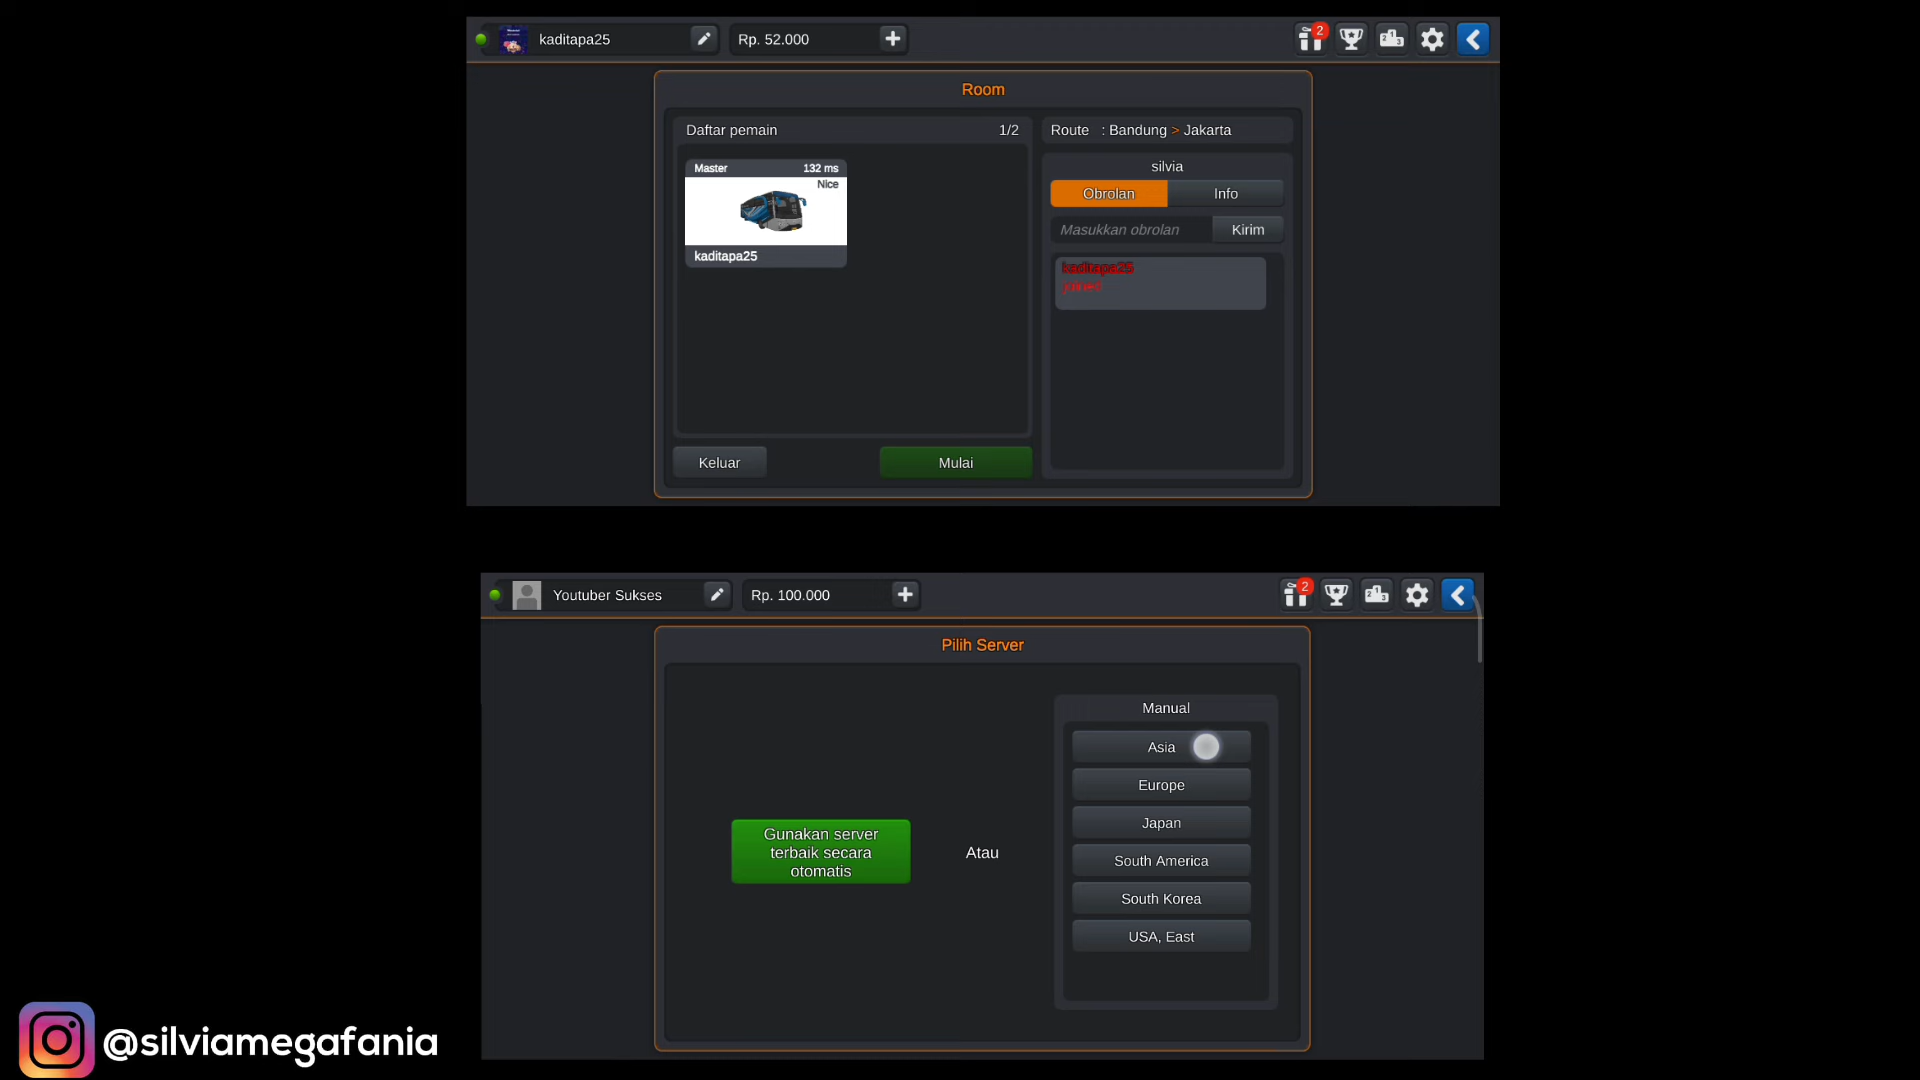 kaditapa25
Rp. 52.000
2
Room
Daftar pemain
1/2
Master
132 ms
Nice
kaditapa25
Keluar
Mulai
Route : Bandung > Jakarta
silvia
Obrolan
Info
Masukkan obrolan
Kirim
kaditapa25
joined
Youtuber Sukses
Rp. 100.000
2
Pilih Server
Gunakan server
terbaik secara
otomatis
Atau
Manual
Asia
Europe
Japan
South America
South Korea
USA, East
@silviamegafania